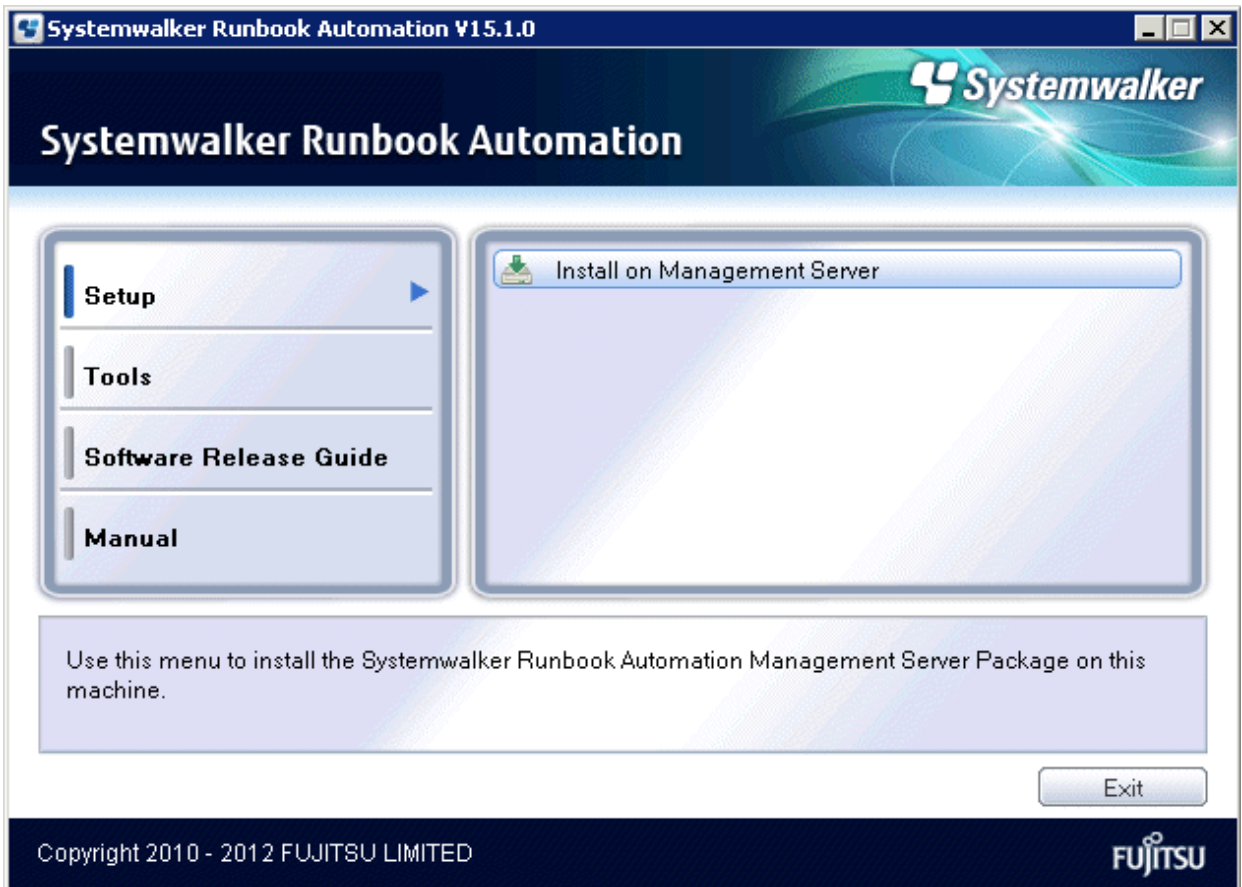 Systemwalker Runbook Automation V15.1.0
Systemwalker
Systemwalker Runbook Automation
Setup
Tools
Software Release Guide
Manual
Install on Management Server
Use this menu to install the Systemwalker Runbook Automation Management Server Package on this
machine.
Exit
Copyright 2010 - 2012 FUJITSU LIMITED
FUJITSU